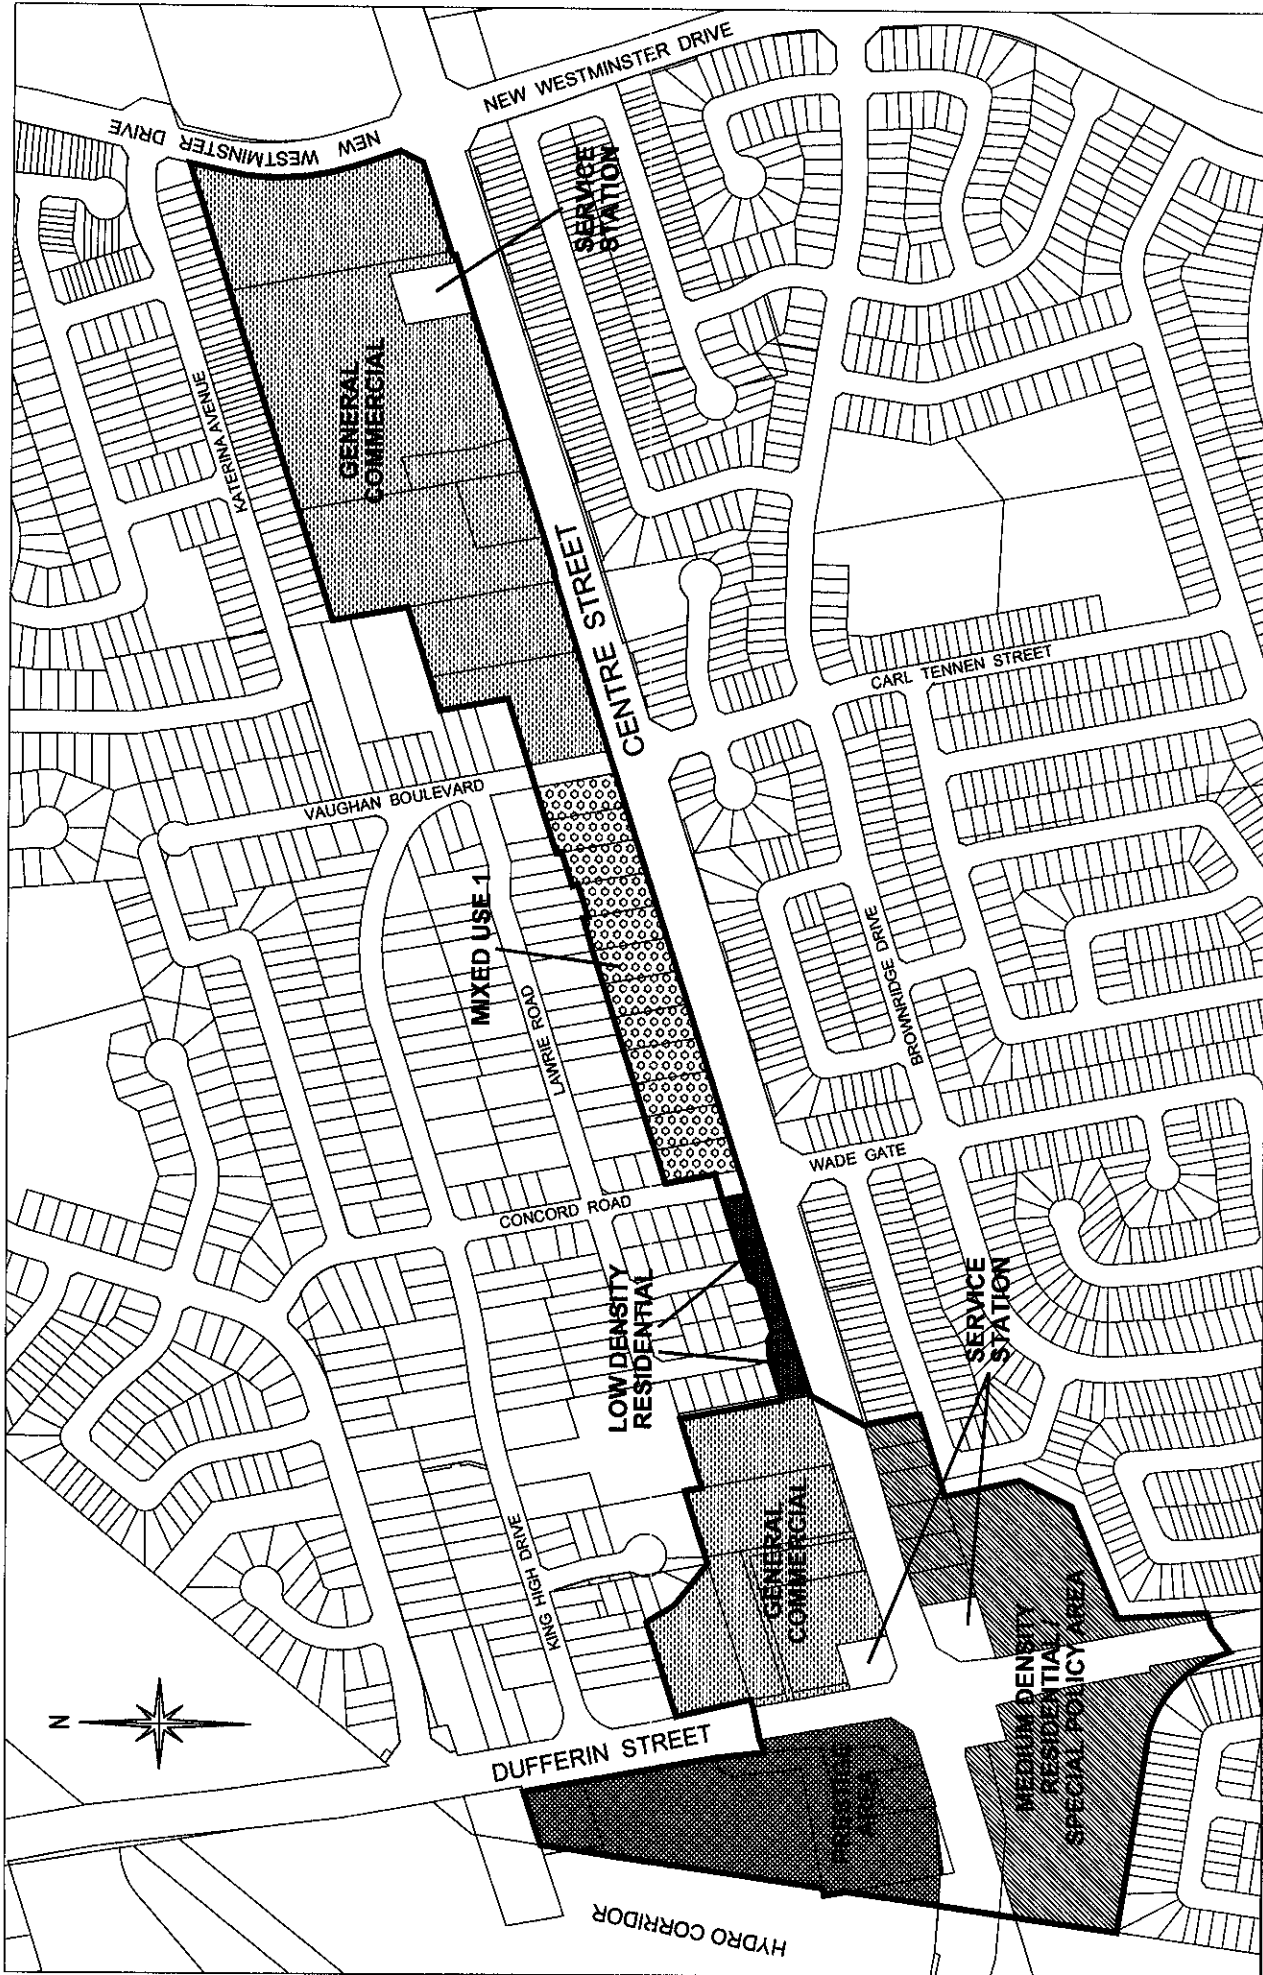 N
NEW WESTMINSTER DRIVE
KATERINA AVENUE
VAUGHAN BOULEVARD
GENERAL
COMMERCIAL
MIXED USE 1
LAWRIE ROAD
CONCORD ROAD
KING HIGH DRIVE
DUFFERIN STREET
HYDRO CORRIDOR
NEW WESTMINSTER DRIVE
SERVICE
STATION
CENTRE STREET
LOW DENSITY
RESIDENTIAL
GENERAL
COMMERCIAL
PRESTIGE
AREA
WADE GATE
BROWNRIDGE DRIVE
CARL TENNEN STREET
SERVICE
STATION
MEDIUM DENSITY
RESIDENTIAL /
SPECIAL POLICY AREA